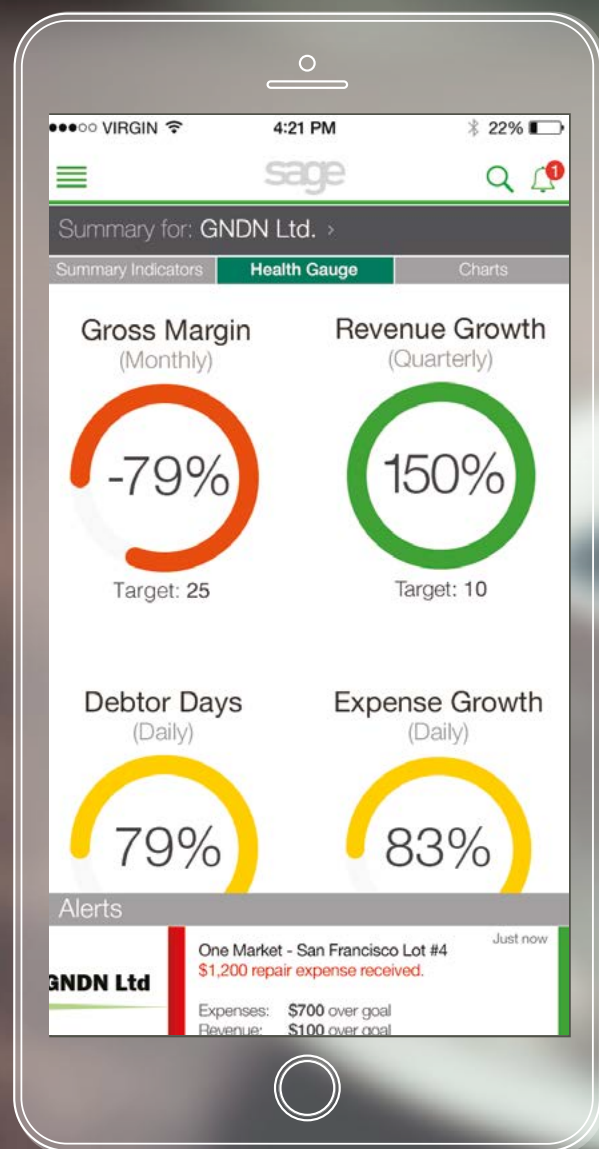 VIRGIN 4:21 PM 22%
sage 1
Summary for: GNDN Ltd. >
Summary Indicators Health Gauge Charts
Gross Margin Revenue Growth
(Monthly) (Quarterly)
-79% 150%
Target: 25 Target: 10
Debtor Days Expense Growth
(Daily) (Daily)
79% 83%
Alerts
Just now
One Market - San Francisco Lot #4
$1,200 repair expense received.
GNDN Ltd
Expenses: $700 over goal
Revenue: $100 over goal